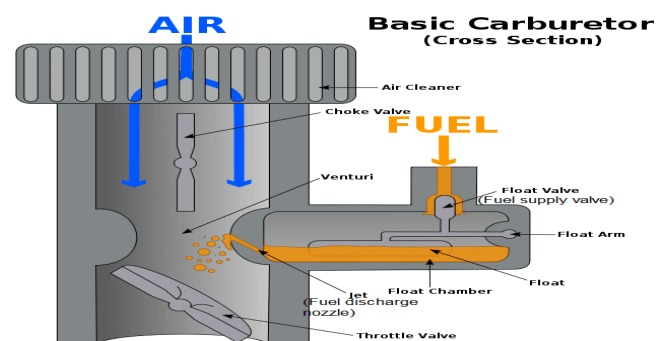 AIR
Basic Carburetor
(Cross Section)
Air Cleaner
Choke Valve
FUEL
Venturi
Float Valve
(Fuel supply valve)
Float Arm
Float
Float Chamber
Jet
(Fuel discharge
nozzle)
Throttle Valve